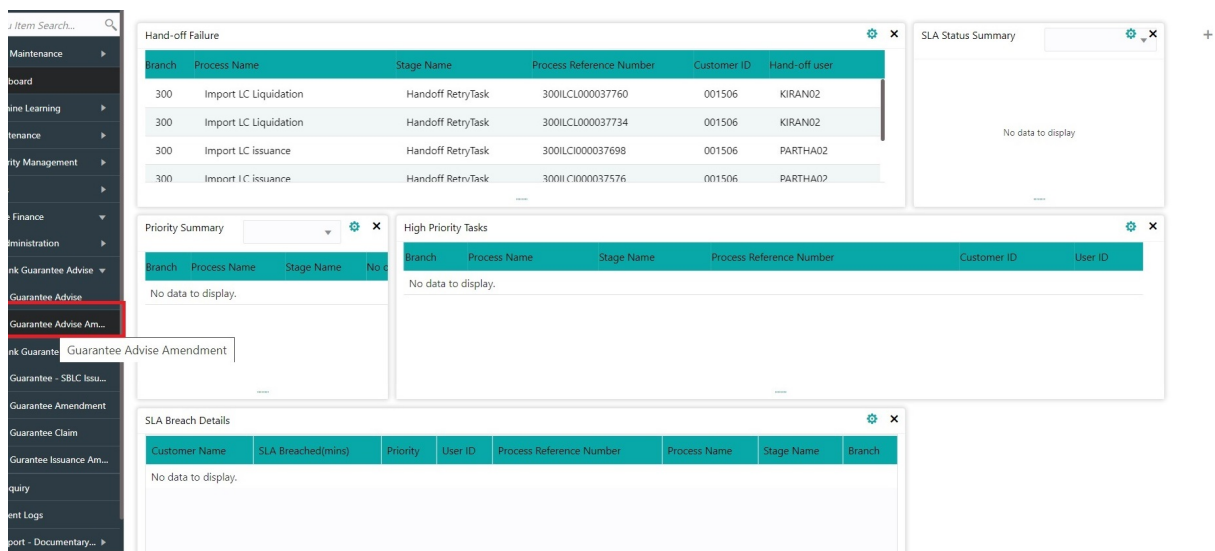 u Item Search...
Maintenance
board
hine Learning
tenance
rity Management
e Finance
dministration
nk Guarantee Advise
Guarantee Advise
Guarantee Advise Am...
nk Guarante
Guarantee Advise Amendment
Guarantee - SBLC Issu...
Guarantee Amendment
Guarantee Claim
Gurantee Issuance Am...
quiry
ent Logs
port - Documentary...
Hand-off Failure
Branch Process Name Stage Name Process Reference Number Customer ID Hand-off user
300 Import LC Liquidation Handoff RetryTask 300ILCL000037760 001506 KIRAN02
300 Import LC Liquidation Handoff RetryTask 300ILCL000037734 001506 KIRAN02
300 Import LC issuance Handoff RetryTask 300ILCI000037698 001506 PARTHA02
300 Import LC issuance Handoff RetryTask 300ILCI000037576 001506 PARTHA02
SLA Status Summary
No data to display
Priority Summary
Branch Process Name Stage Name No o
No data to display.
High Priority Tasks
Branch Process Name Stage Name Process Reference Number Customer ID User ID
No data to display.
SLA Breach Details
Customer Name SLA Breached(mins) Priority User ID Process Reference Number Process Name Stage Name Branch
No data to display.